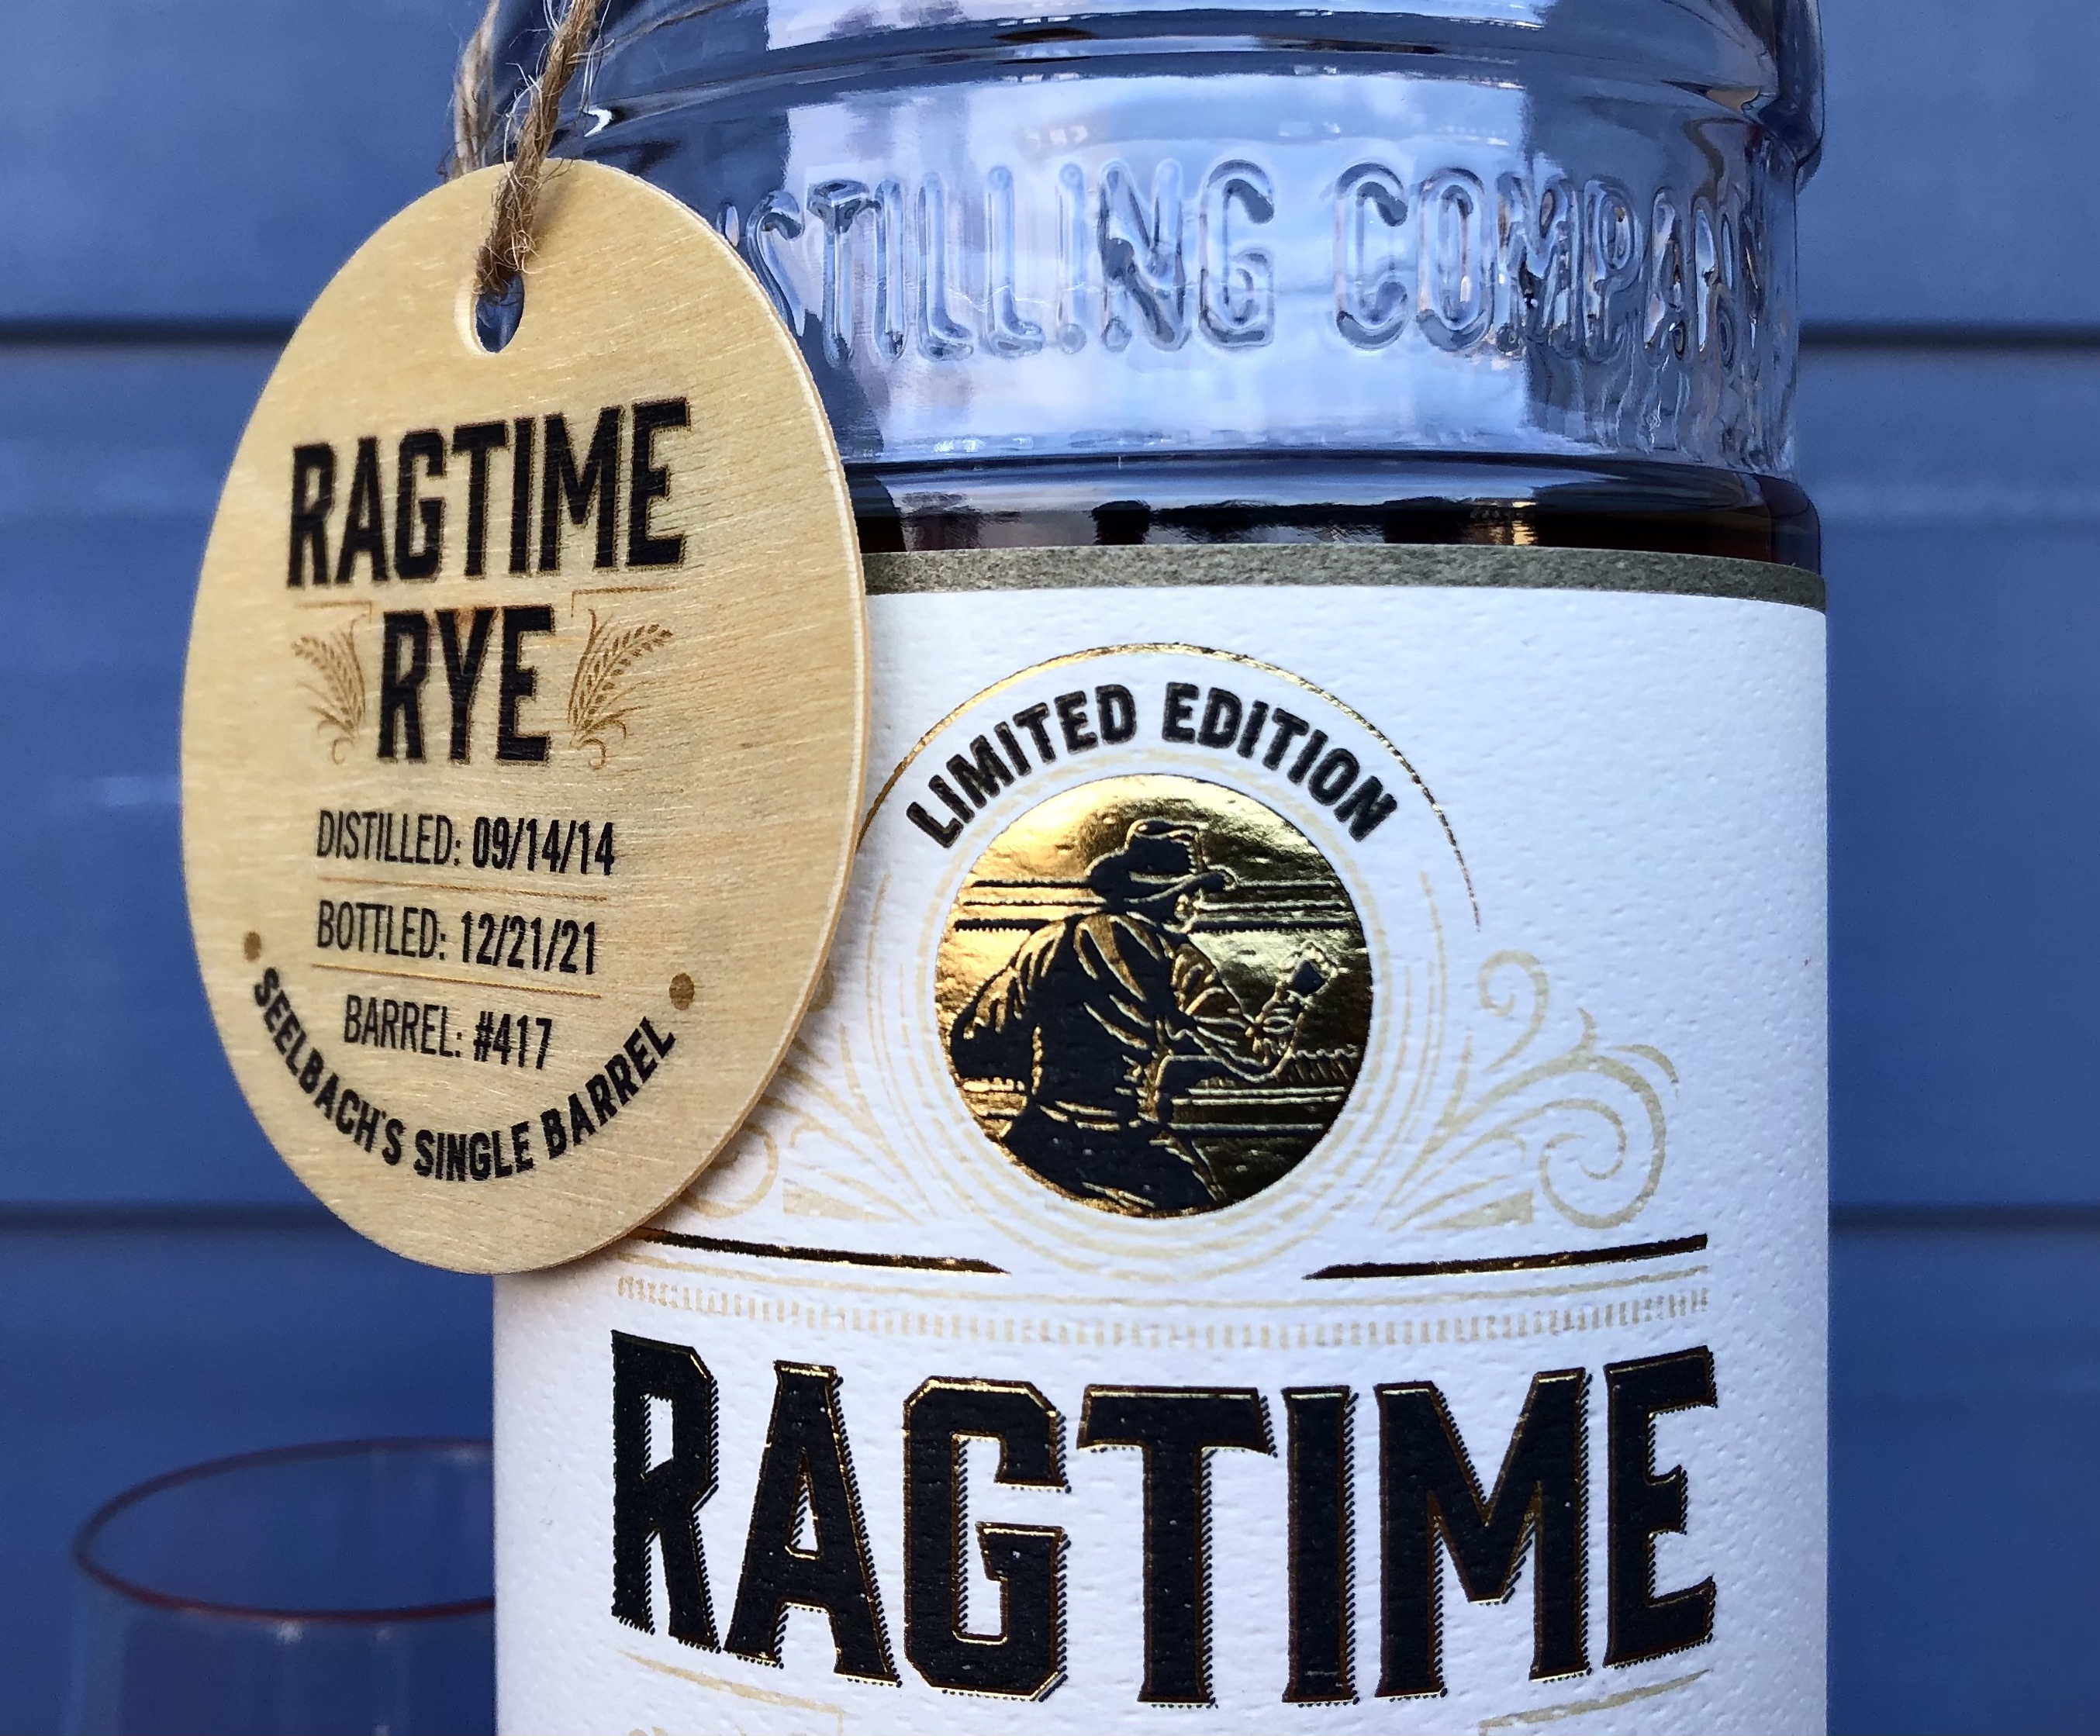 STILLING COMPANY
RAGTIME
RYE
DISTILLED: 09/14/14
BOTTLED: 12/21/21
BARREL: #417
SEELBACH'S SINGLE BARREL
LIMITED EDITION
RAGTIME